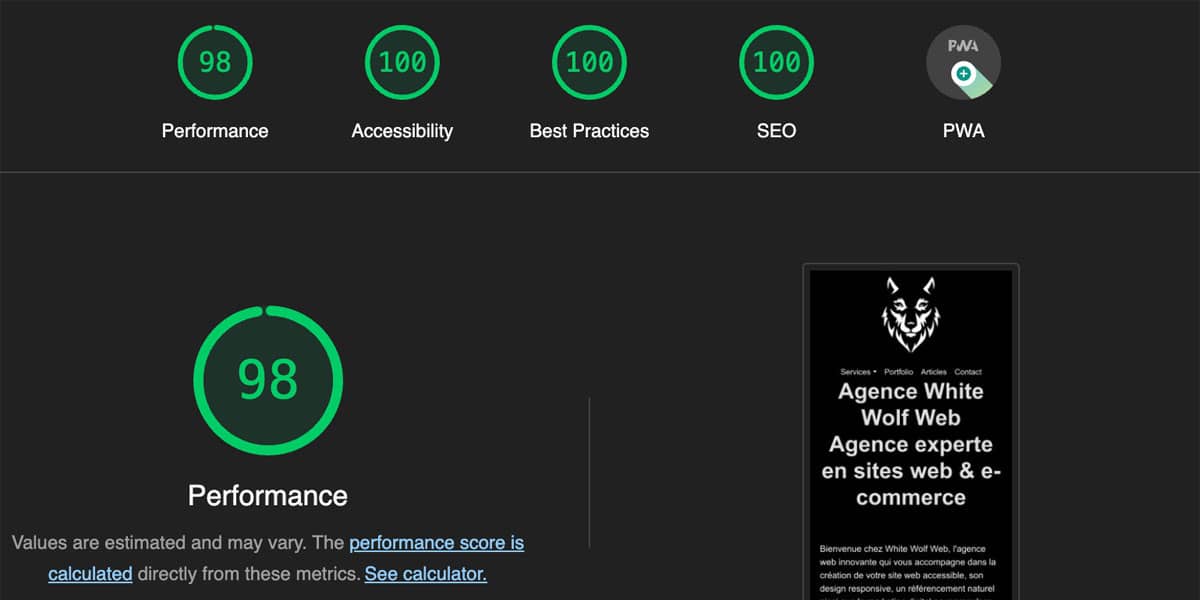 98 100 100 100 PWA
Performance Accessibility Best Practices SEO PWA
98
Performance
Values are estimated and may vary. The performance score is
calculated directly from these metrics. See calculator.
Services Portfolio Articles Contact
Agence White
Wolf Web
Agence experte
en sites web & e-
commerce
Bienvenue chez White Wolf Web, l'agence
web innovante qui vous accompagne dans la
création de votre site web accessible, son
design responsive, un référencement naturel